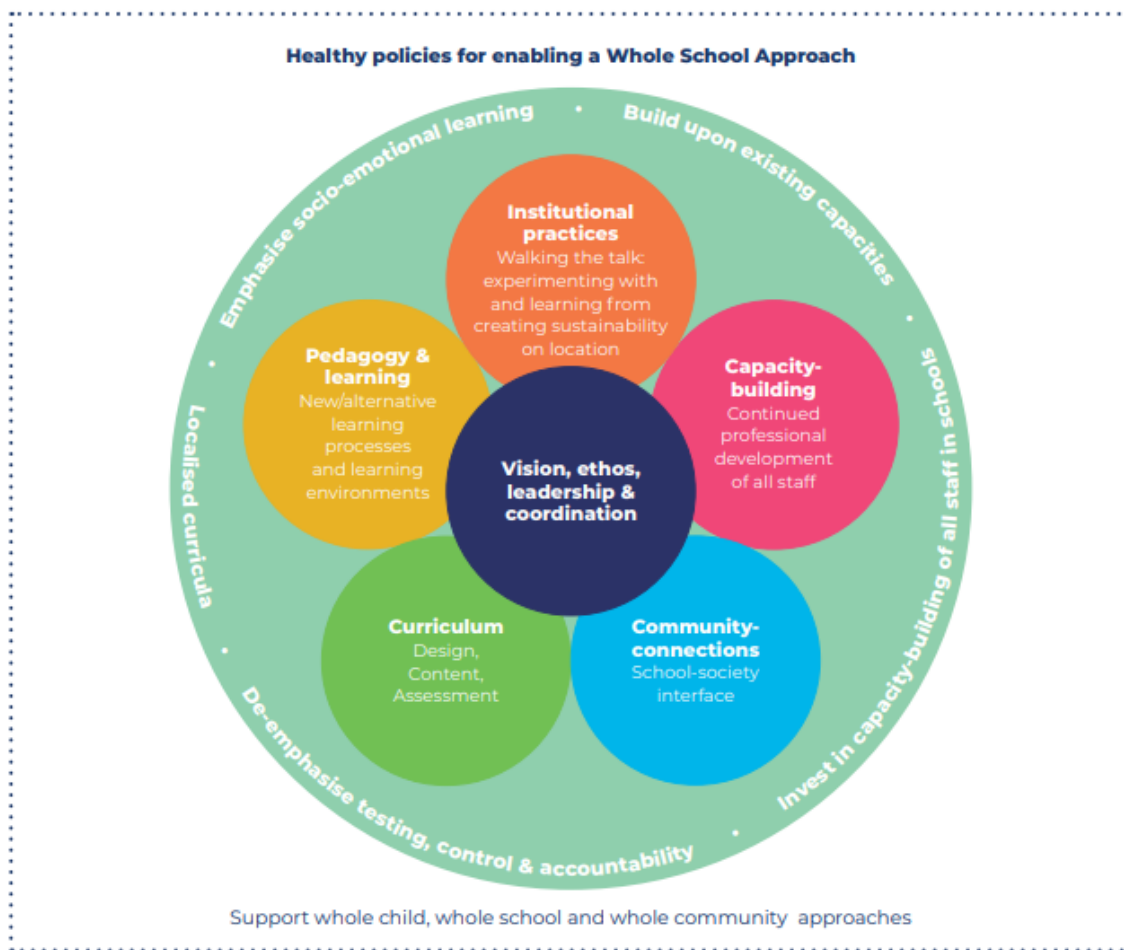 Healthy policies for enabling a Whole School Approach
Emphasise socio-emotional learning
•
Build upon existing capacities
•
Invest in capacity-building of all staff in schools
•
De-emphasise testing, control & accountability
•
Localised curricula
•
Institutional
practices
Walking the talk:
experimenting with
and learning from
creating sustainability
on location
Pedagogy &
learning
New/alternative
learning
processes
and learning
environments
Capacity-
building
Continued
professional
development
of all staff
Vision, ethos,
leadership &
coordination
Curriculum
Design,
Content,
Assessment
Community-
connections
School-society
interface
Support whole child, whole school and whole community approaches